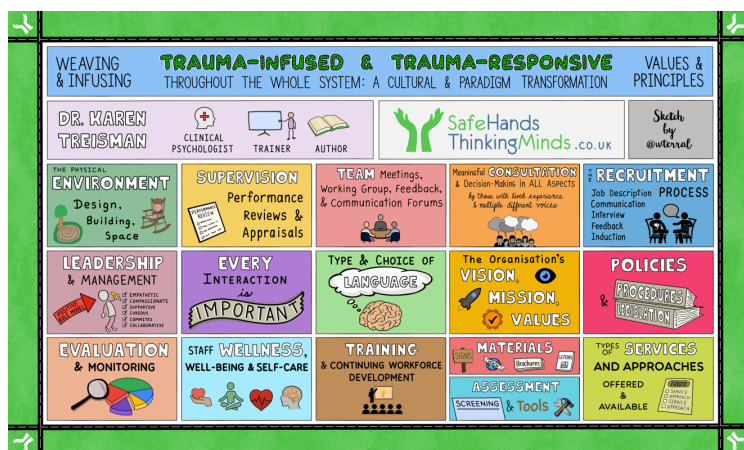 WEAVING
& INFUSING
TRAUMA-INFUSED & TRAUMA-RESPONSIVE
THROUGHOUT THE WHOLE SYSTEM: A CULTURAL & PARADIGM TRANSFORMATION
VALUES &
PRINCIPLES
DR. KAREN
TREISMAN
CLINICAL
PSYCHOLOGIST
TRAINER
AUTHOR
SafeHands
ThinkingMinds.co.uk
Sketch
by
@wterral
THE PHYSICAL
ENVIRONMENT
Design,
Building,
Space
SUPERVISION
Performance
Reviews &
Appraisals
PERFORMANCE
REVIEW
TEAM Meetings,
Working Group, Feedback,
& Communication Forums
Meaningful CONSULTATION
& Decision-Making in ALL ASPECTS
by those with lived experience
& multiple different voices
THE RECRUITMENT
PROCESS
Job Description
Communication
Interview
Feedback
Induction
LEADERSHIP
& MANAGEMENT
POSITIVE
ROLE MODEL
EMPATHETIC
COMPASSIONATE
SUPPORTIVE
CURIOUS
COMMITED
COLLABORATIVE
EVERY
INTERACTION
is
IMPORTANT
TYPE & CHOICE OF
LANGUAGE
The Organisation's
VISION,
MISSION,
& VALUES
POLICIES
& PROCEDURES
LEGISLATION
EVALUATION
& MONITORING
STAFF WELLNESS,
WELL-BEING & SELF-CARE
TRAINING
& CONTINUING WORKFORCE
DEVELOPMENT
MATERIALS
SIGNS
Brochures
LETTERS
ASSESSMENT
SCREENING & Tools
TYPES
OF SERVICES
AND APPROACHES
OFFERED
&
AVAILABLE
SERVICE
APPROACH
SERVICE
APPROACH